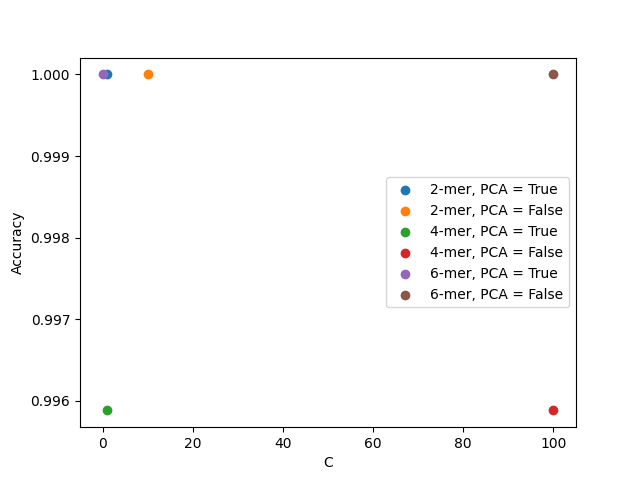 1.000
0.999
0.998
0.997
0.996
Accuracy
0
20
40
60
80
100
C
2-mer, PCA = True
2-mer, PCA = False
4-mer, PCA = True
4-mer, PCA = False
6-mer, PCA = True
6-mer, PCA = False